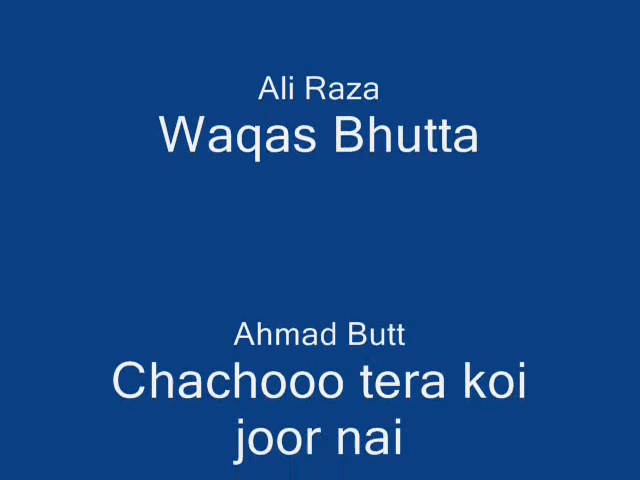 Ali Raza
Waqas Bhutta
Ahmad Butt
Chachooo tera koi
joor nai